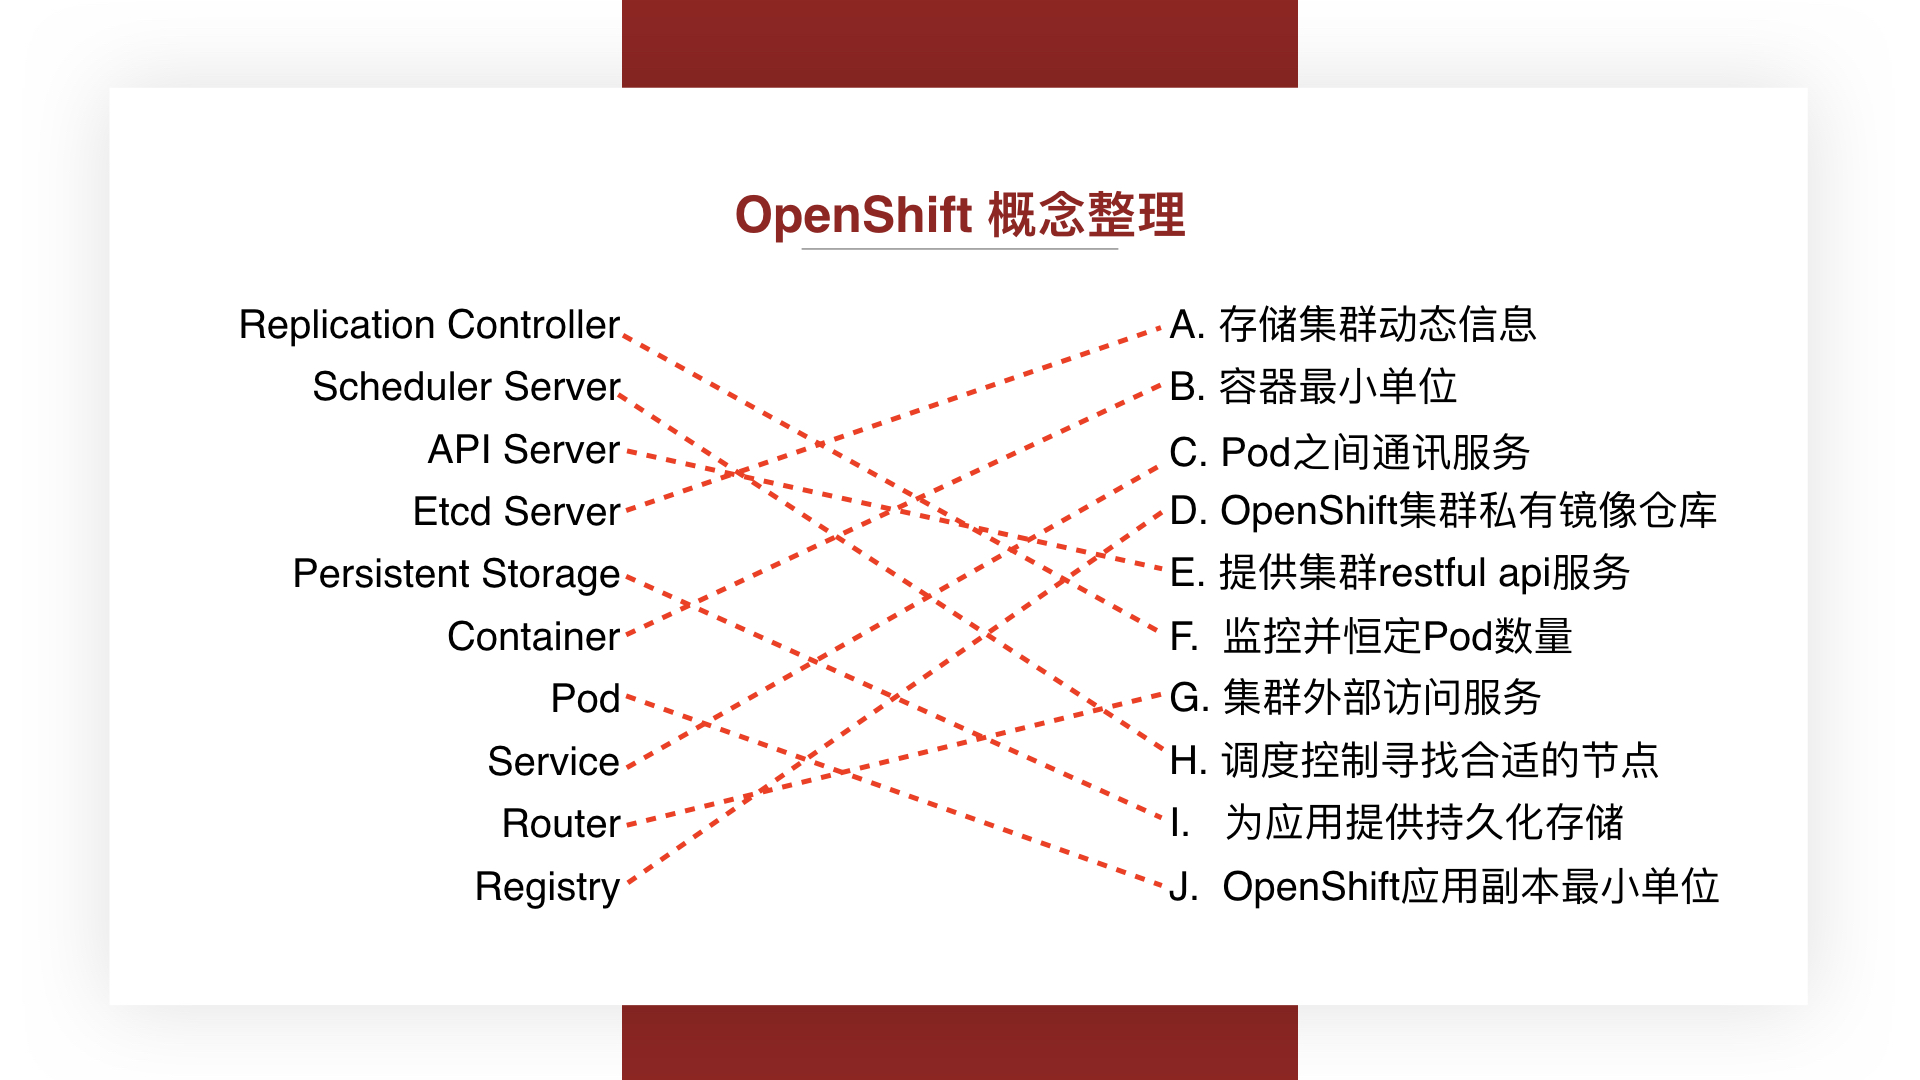 OpenShift 概念整理
Replication Controller
Scheduler Server
API Server
Etcd Server
Persistent Storage
Container
Pod
Service
Router
Registry
A. 存储集群动态信息
B. 容器最小单位
C. Pod之间通讯服务
D. OpenShift集群私有镜像仓库
E. 提供集群restful api服务
F. 监控并恒定Pod数量
G. 集群外部访问服务
H. 调度控制寻找合适的节点
I. 为应用提供持久化存储
J. OpenShift应用副本最小单位